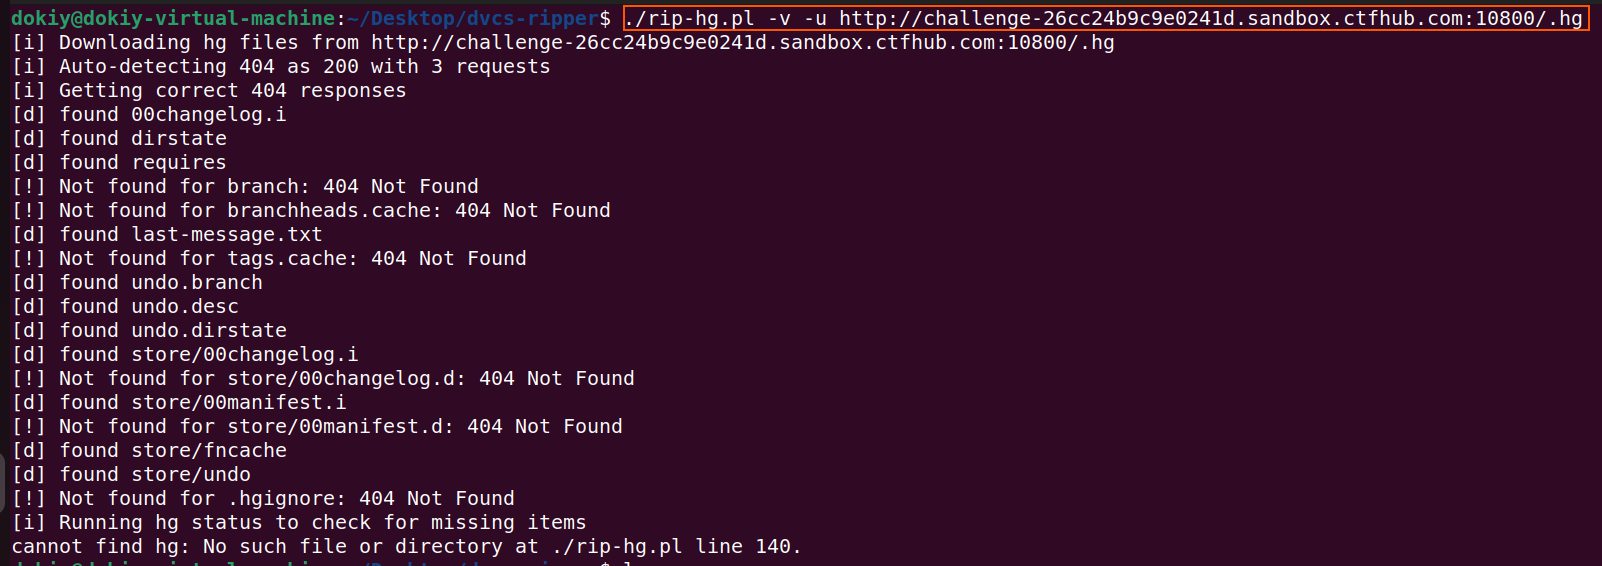 dokiy@dokiy-virtual-machine:~/Desktop/dvcs-ripper$ ./rip-hg.pl -v -u http://challenge-26cc24b9c9e0241d.sandbox.ctfhub.com:10800/.hg
[i] Downloading hg files from http://challenge-26cc24b9c9e0241d.sandbox.ctfhub.com:10800/.hg
[i] Auto-detecting 404 as 200 with 3 requests
[i] Getting correct 404 responses
[d] found 00changelog.i
[d] found dirstate
[d] found requires
[!] Not found for branch: 404 Not Found
[!] Not found for branchheads.cache: 404 Not Found
[d] found last-message.txt
[!] Not found for tags.cache: 404 Not Found
[d] found undo.branch
[d] found undo.desc
[d] found undo.dirstate
[d] found store/00changelog.i
[!] Not found for store/00changelog.d: 404 Not Found
[d] found store/00manifest.i
[!] Not found for store/00manifest.d: 404 Not Found
[d] found store/fncache
[d] found store/undo
[!] Not found for .hgignore: 404 Not Found
[i] Running hg status to check for missing items
cannot find hg: No such file or directory at ./rip-hg.pl line 140.